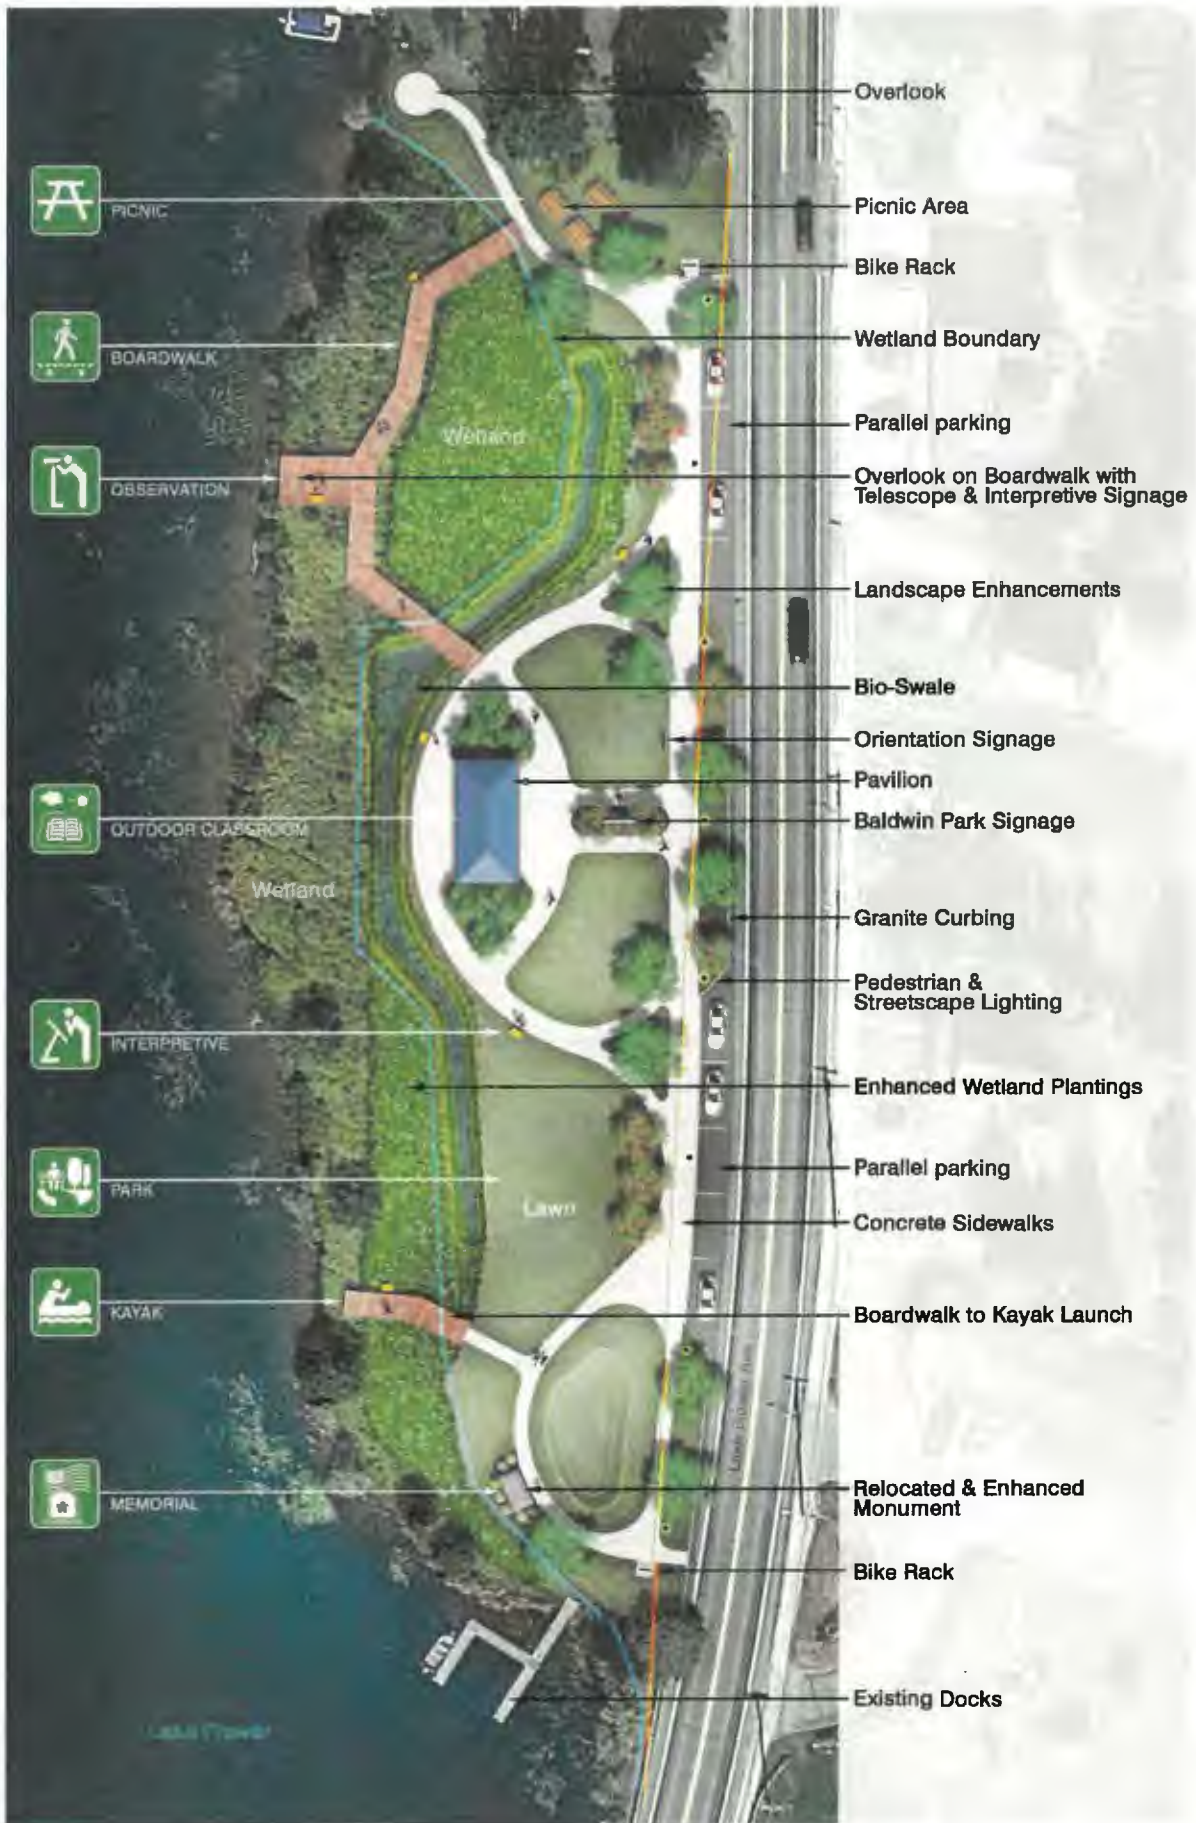 Overlook
PICNIC
Picnic Area
Bike Rack
Wetland Boundary
BOARDWALK
Parallel parking
Wetland
Overlook on Boardwalk with
Telescope & Interpretive Signage
OBSERVATION
Landscape Enhancements
Bio-Swale
Orientation Signage
Pavilion
Baldwin Park Signage
OUTDOOR CLASSROOM
Wetland
Granite Curbing
Pedestrian &
Streetscape Lighting
INTERPRETIVE
Enhanced Wetland Plantings
Parallel parking
PARK
Lawn
Concrete Sidewalks
KAYAK
Boardwalk to Kayak Launch
Relocated & Enhanced
Monument
MEMORIAL
Bike Rack
Existing Docks
Lake Flower